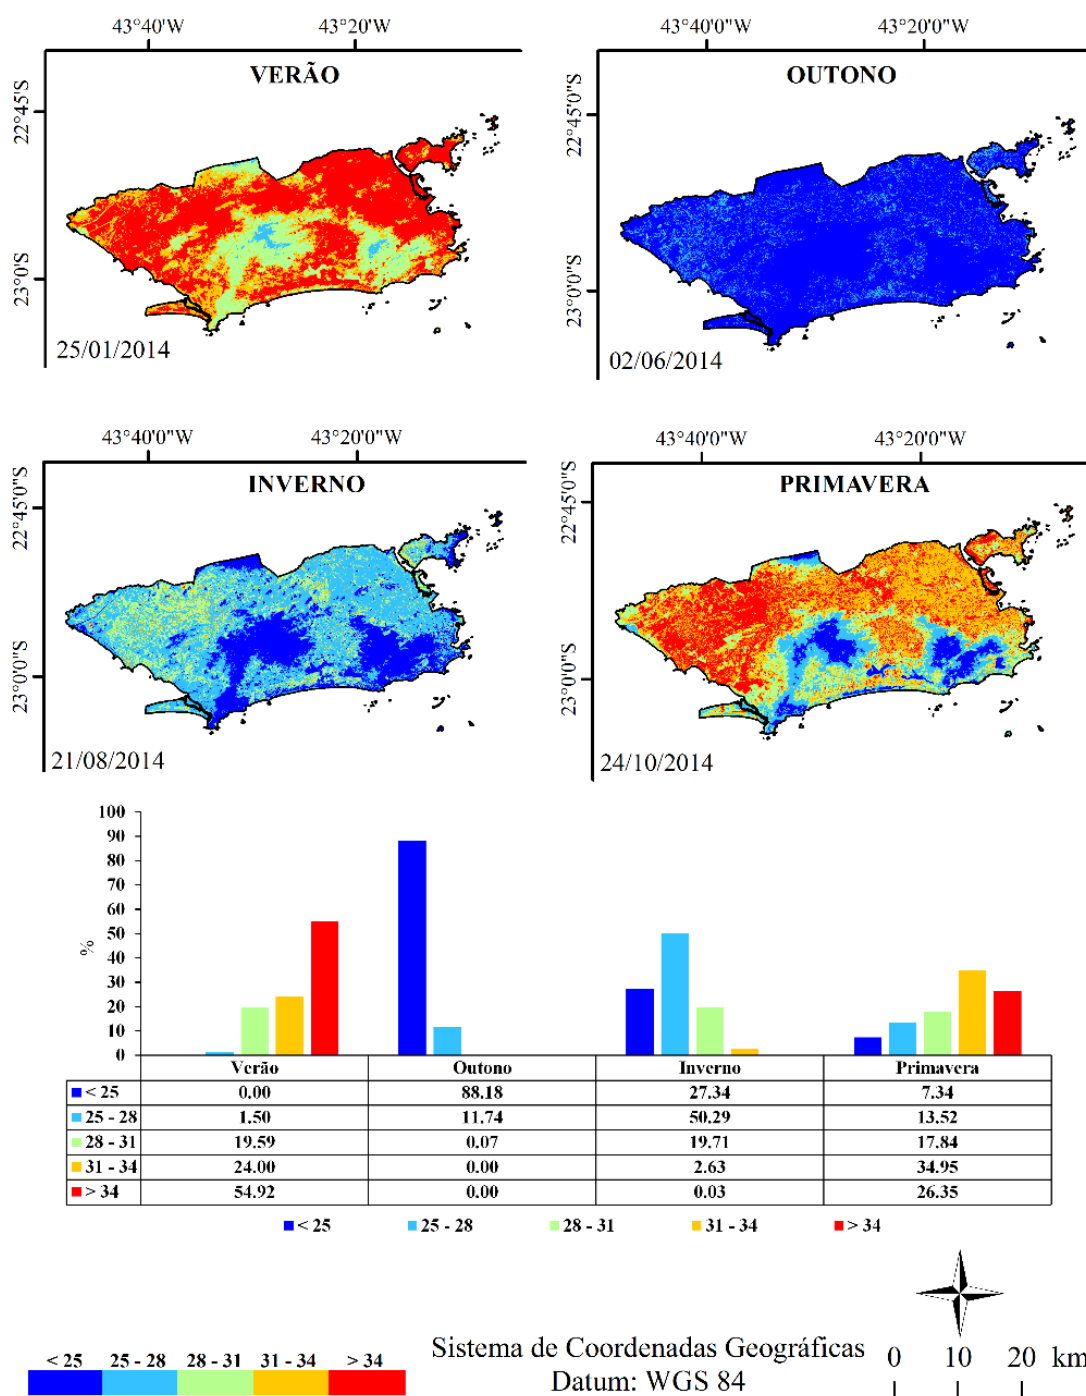 43°40'W 43°20'W
VERÃO
22°45'S
23°0'S
25/01/2014
43°40'0"W 43°20'0"W
OUTONO
22°45'0"S
23°0'0"S
02/06/2014
43°40'0"W 43°20'0"W
INVERNO
22°45'0"S
23°0'0"S
21/08/2014
43°40'0"W 43°20'0"W
PRIMAVERA
22°45'0"S
23°0'0"S
24/10/2014
100
90
80
70
60
50
40
30
20
10
0
%
Verão Outono Inverno Primavera
< 25 0.00 88.18 27.34 7.34
25 - 28 1.50 11.74 50.29 13.52
28 - 31 19.59 0.07 19.71 17.84
31 - 34 24.00 0.00 2.63 34.95
> 34 54.92 0.00 0.03 26.35
< 25 25 - 28 28 - 31 31 - 34 > 34
< 25 25 - 28 28 - 31 31 - 34 > 34
Sistema de Coordenadas Geográficas
Datum: WGS 84
0 10 20 km